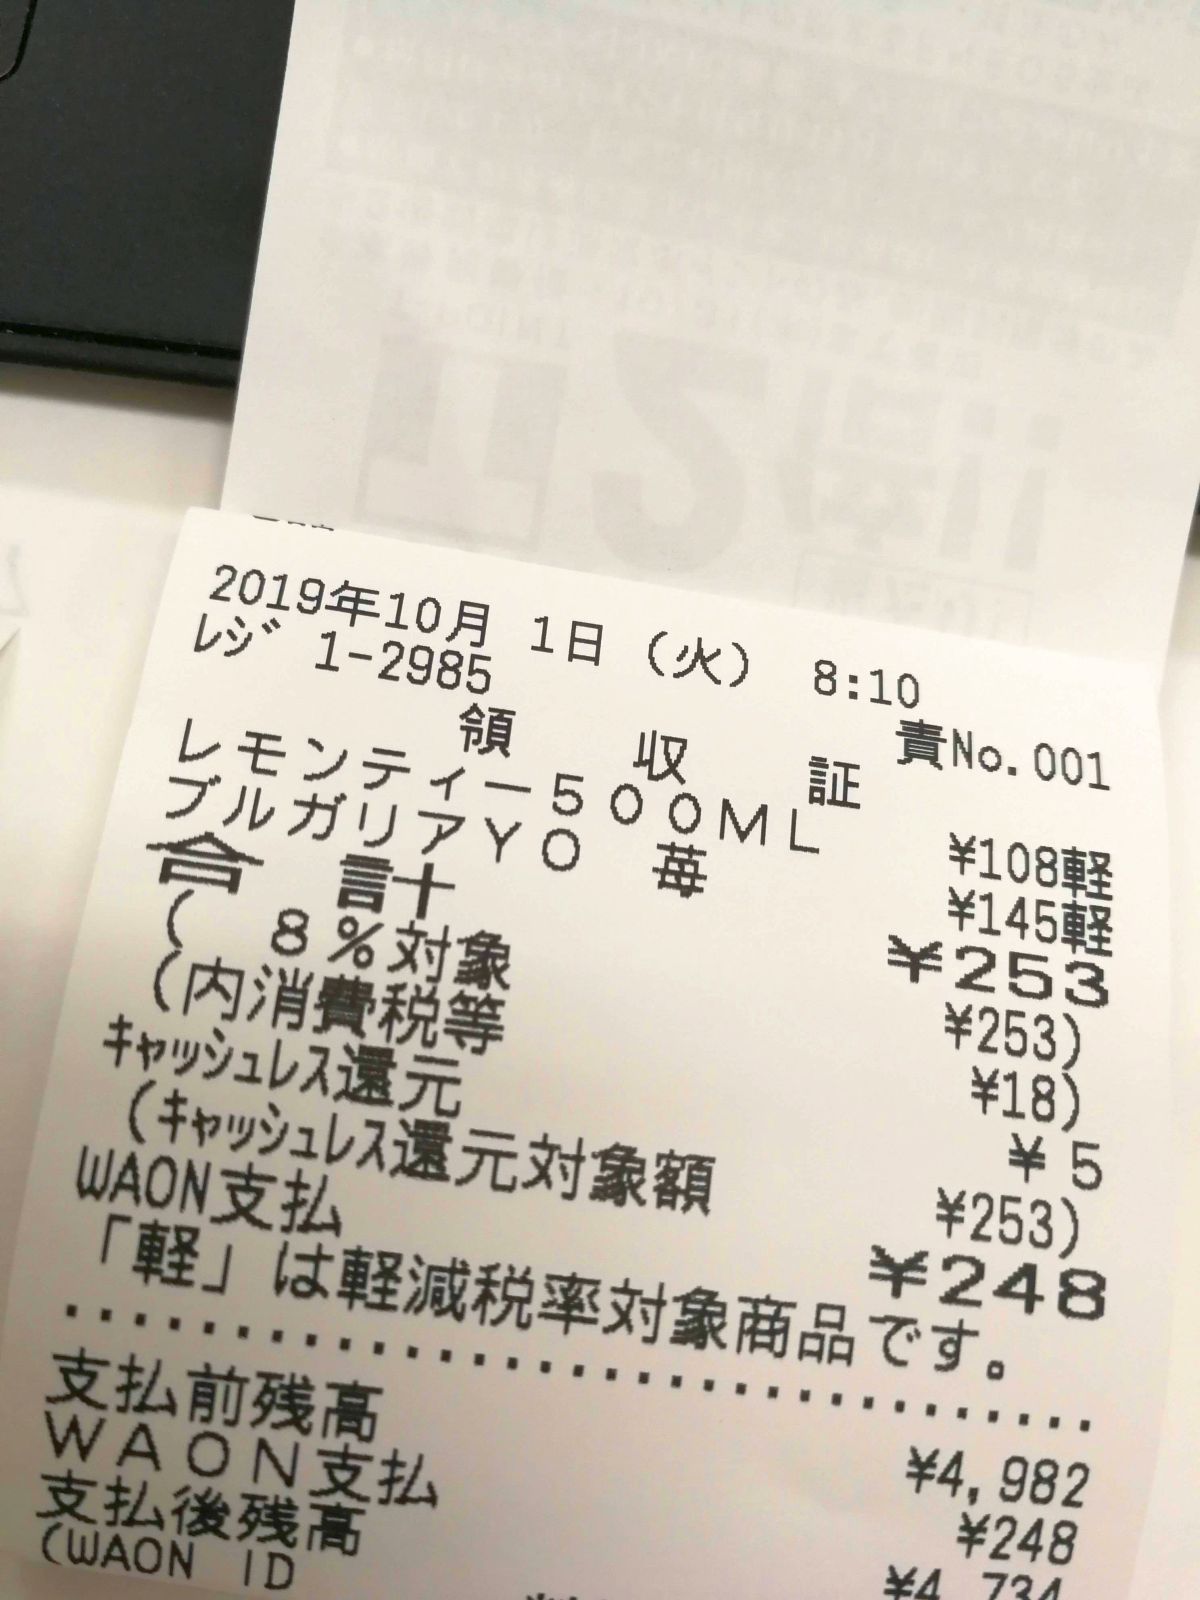 2019年10月 1日(火) 8:10
ﾚｼﾞ 1-2985 責No.001
領 収 証
レモンティー500ML ¥108軽
ブルガリアYO 苺 ¥145軽
合 計 ¥253
( 8%対象 ¥253)
(内消費税等 ¥18)
ｷｬｯｼｭﾚｽ還元 ¥ 5
(ｷｬｯｼｭﾚｽ還元対象額 ¥253)
WAON支払 ¥248
「軽」は軽減税率対象商品です。
支払前残高 ¥4,982
WAON支払 ¥248
支払後残高 ¥4,734
(WAON ID